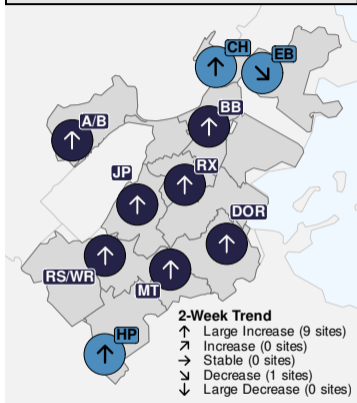 CH
EB
BB
A/B
RX
JP
DOR
RS/WR
MT
HP
2-Week Trend
↑ Large Increase (9 sites)
↗ Increase (0 sites)
→ Stable (0 sites)
↘ Decrease (1 sites)
↓ Large Decrease (0 sites)